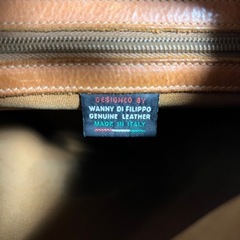 DESIGNED BY
WANNY DI FILIPPO
GENUINE LEATHER
MADE IN ITALY